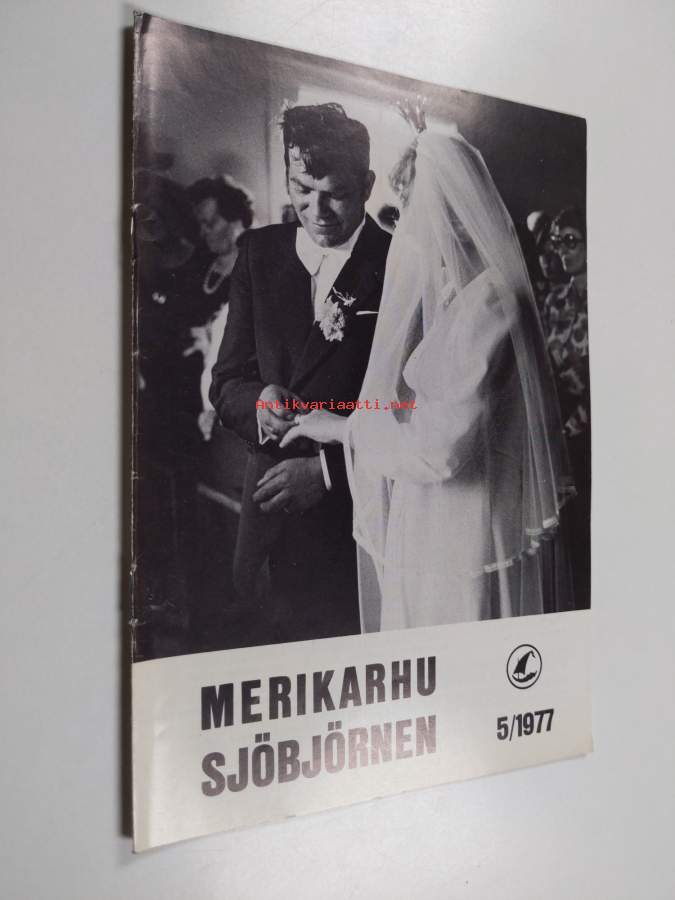 Antikvariaatti.net
MERIKARHU
SJÖBJÖRNEN
5/1977